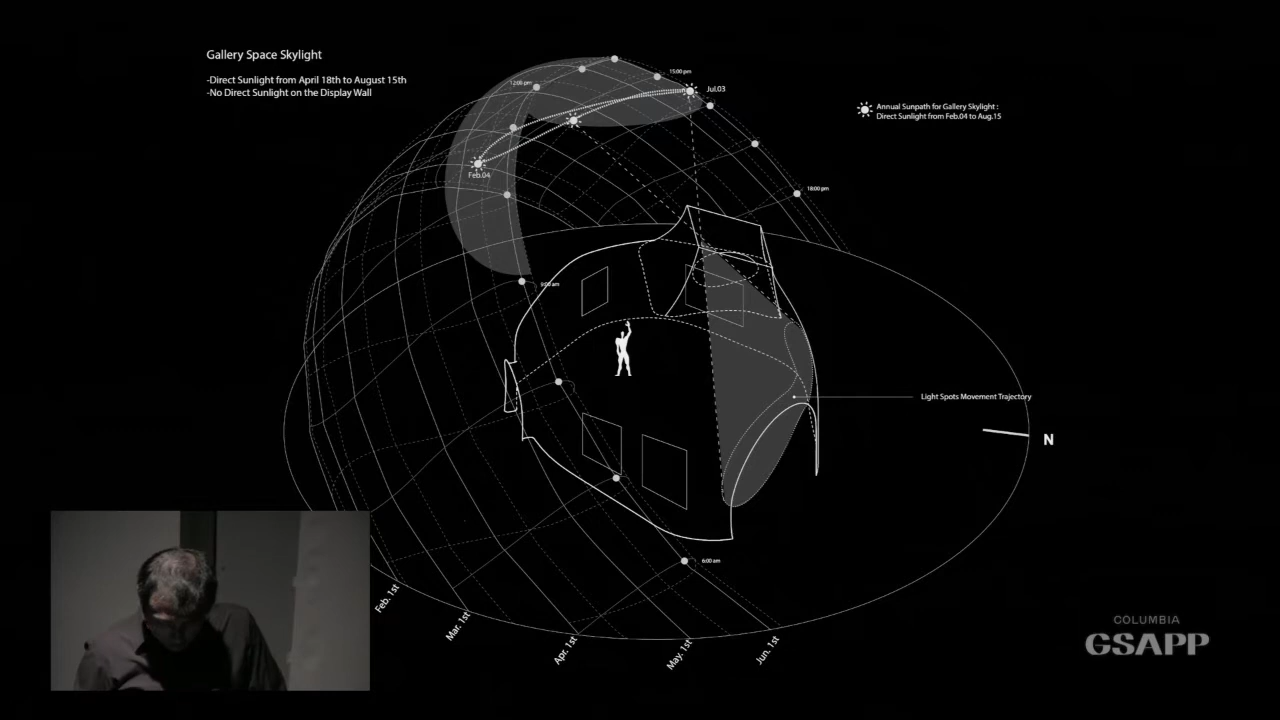 Gallery Space Skylight
-Direct Sunlight from April 18th to August 15th
-No Direct Sunlight on the Display Wall
15:00 pm
12:00 pm
Jul.03
Annual Sunpath for Gallery Skylight :
Direct Sunlight from Feb.04 to Aug.15
Feb.04
18:00 pm
9:00 am
Light Spots Movement Trajectory
N
6:00 am
Feb. 1st
Mar. 1st
Apr. 1st
May. 1st
Jun. 1st
COLUMBIA
GSAPP